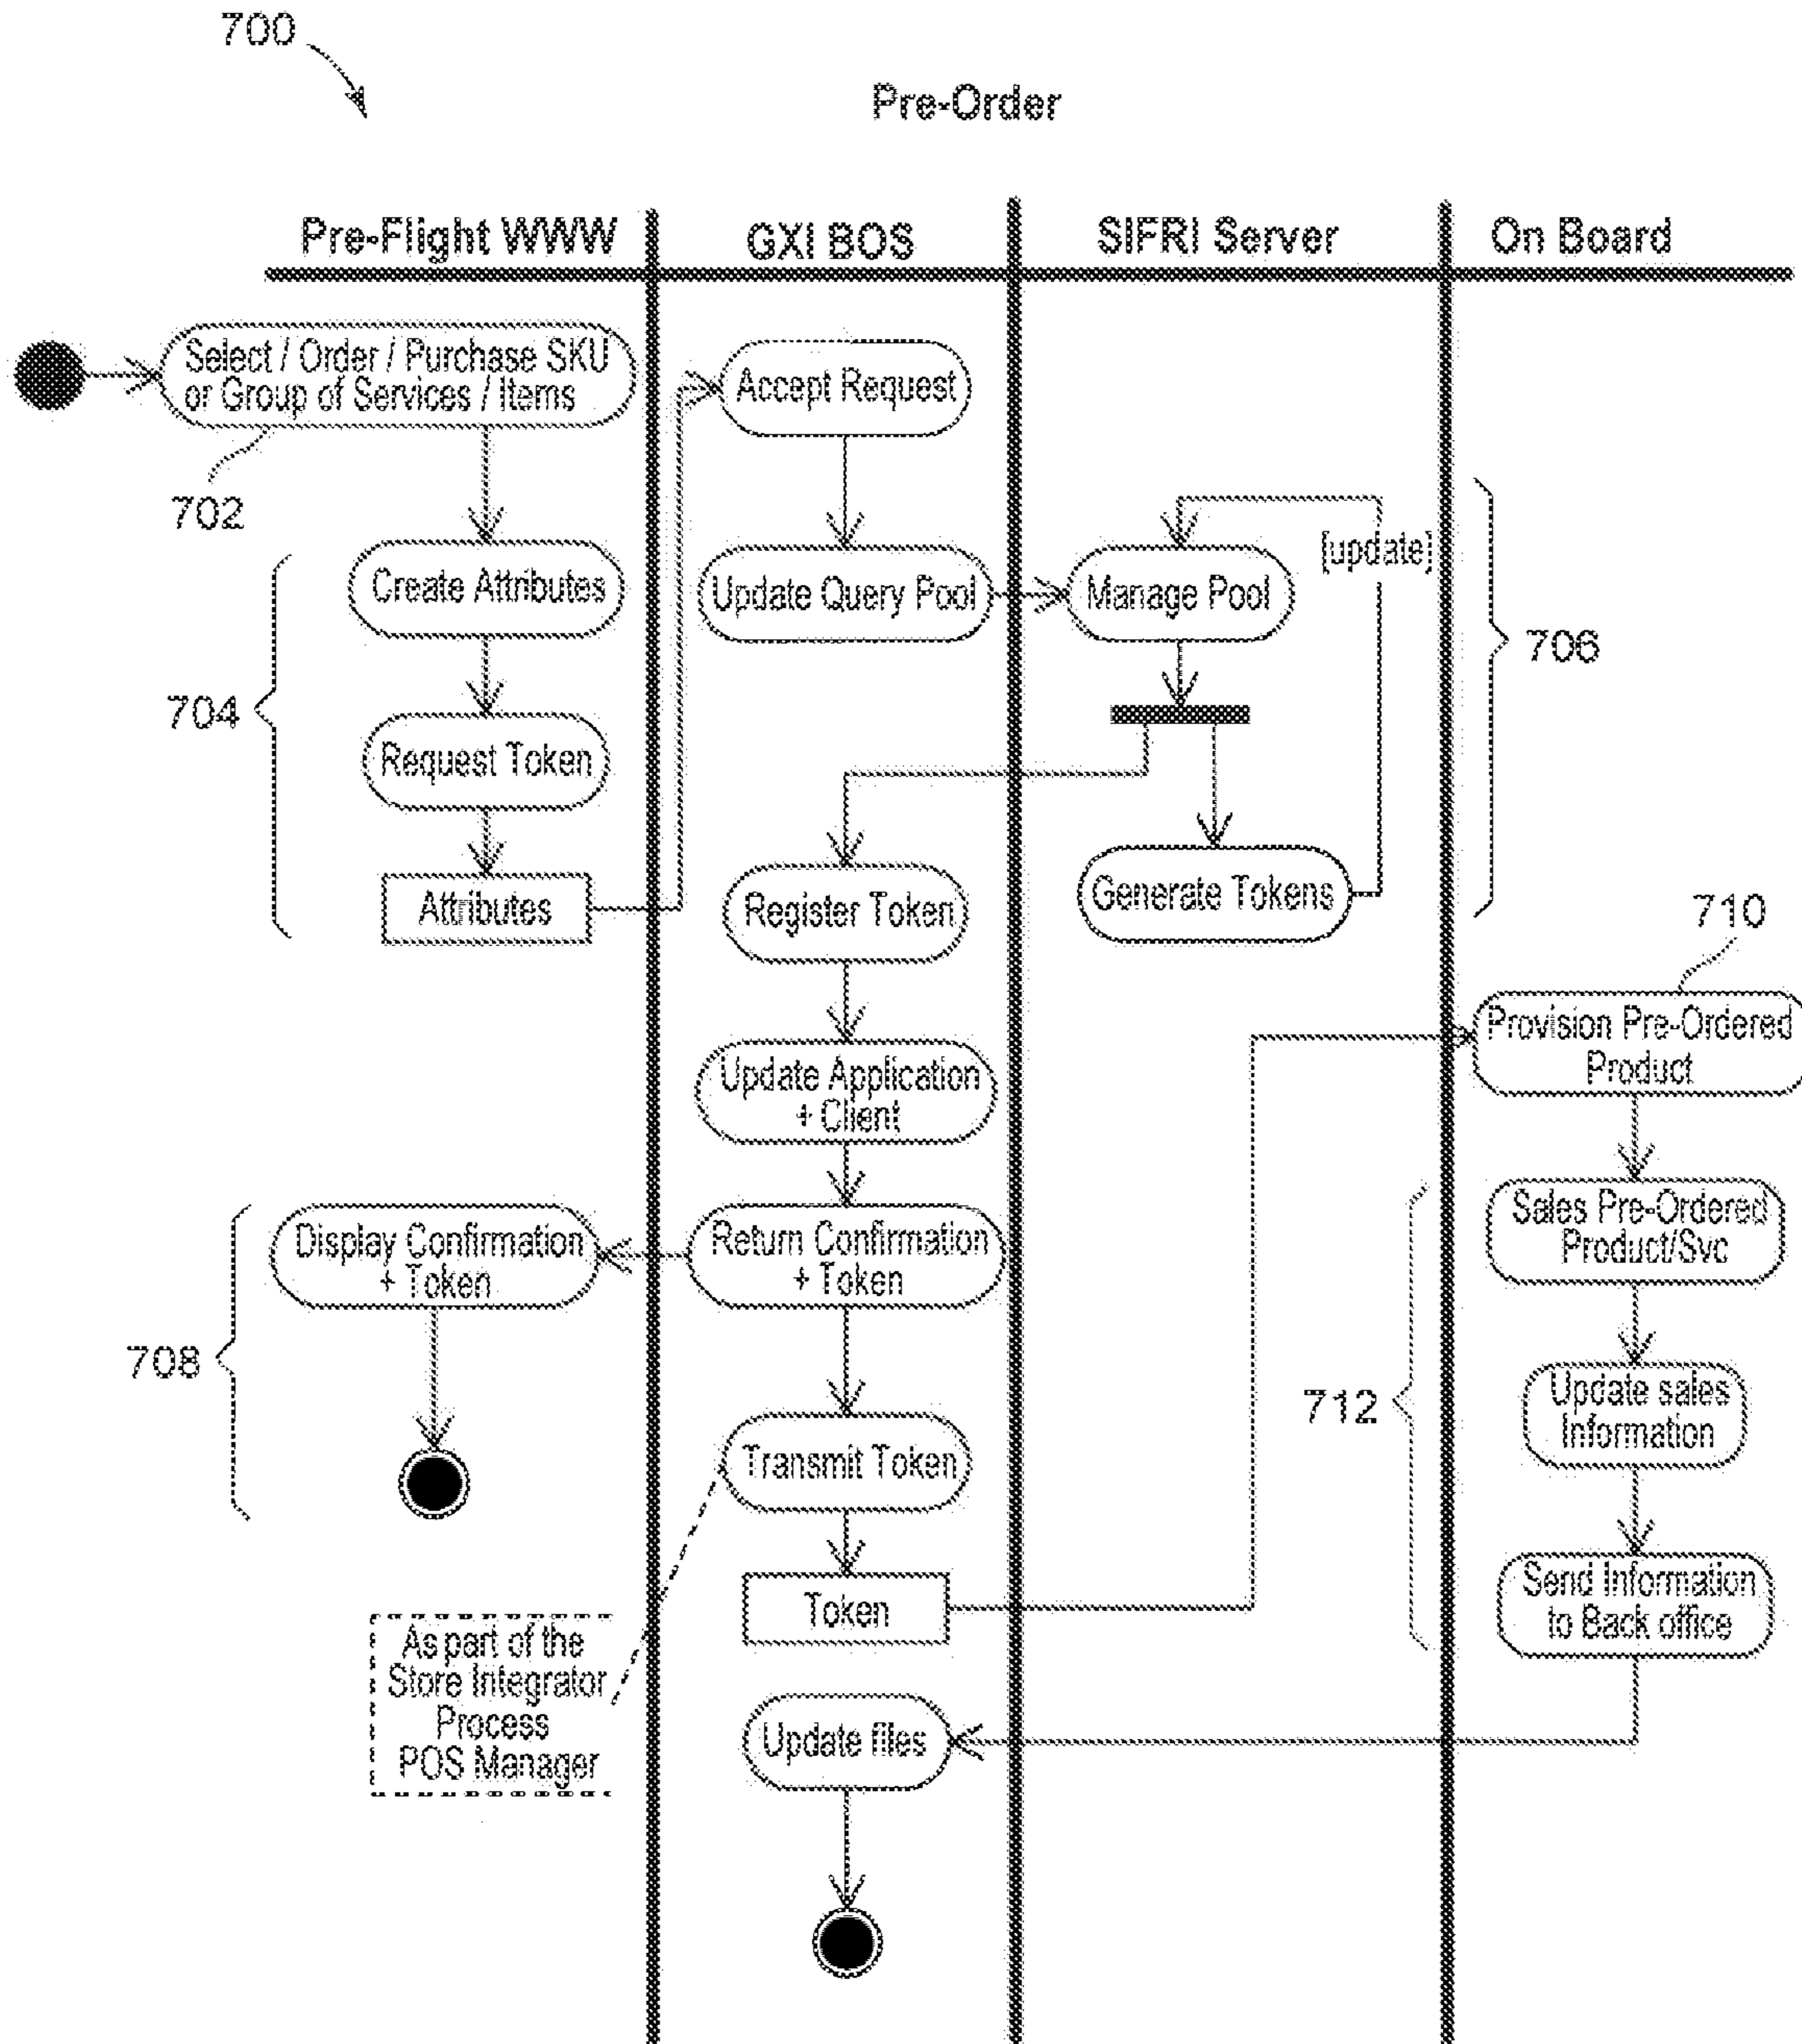 700
Pre-Order
Pre-Flight WWW
GXI BOS
SIFRI Server
On Board
Select / Order / Purchase SKU
or Group of Services / Items
702
Accept Request
Create Attributes
Update Query Pool
Manage Pool
[update]
706
704
Request Token
Attributes
Register Token
Generate Tokens
710
Provision Pre-Ordered
Product
Update Application
+ Client
Display Confirmation
+ Token
Return Confirmation
+ Token
Sales Pre-Ordered
Product/Svc
708
712
Update sales
Information
Transmit Token
Token
Send Information
to Back office
As part of the
Store Integrator
Process
POS Manager
Update files